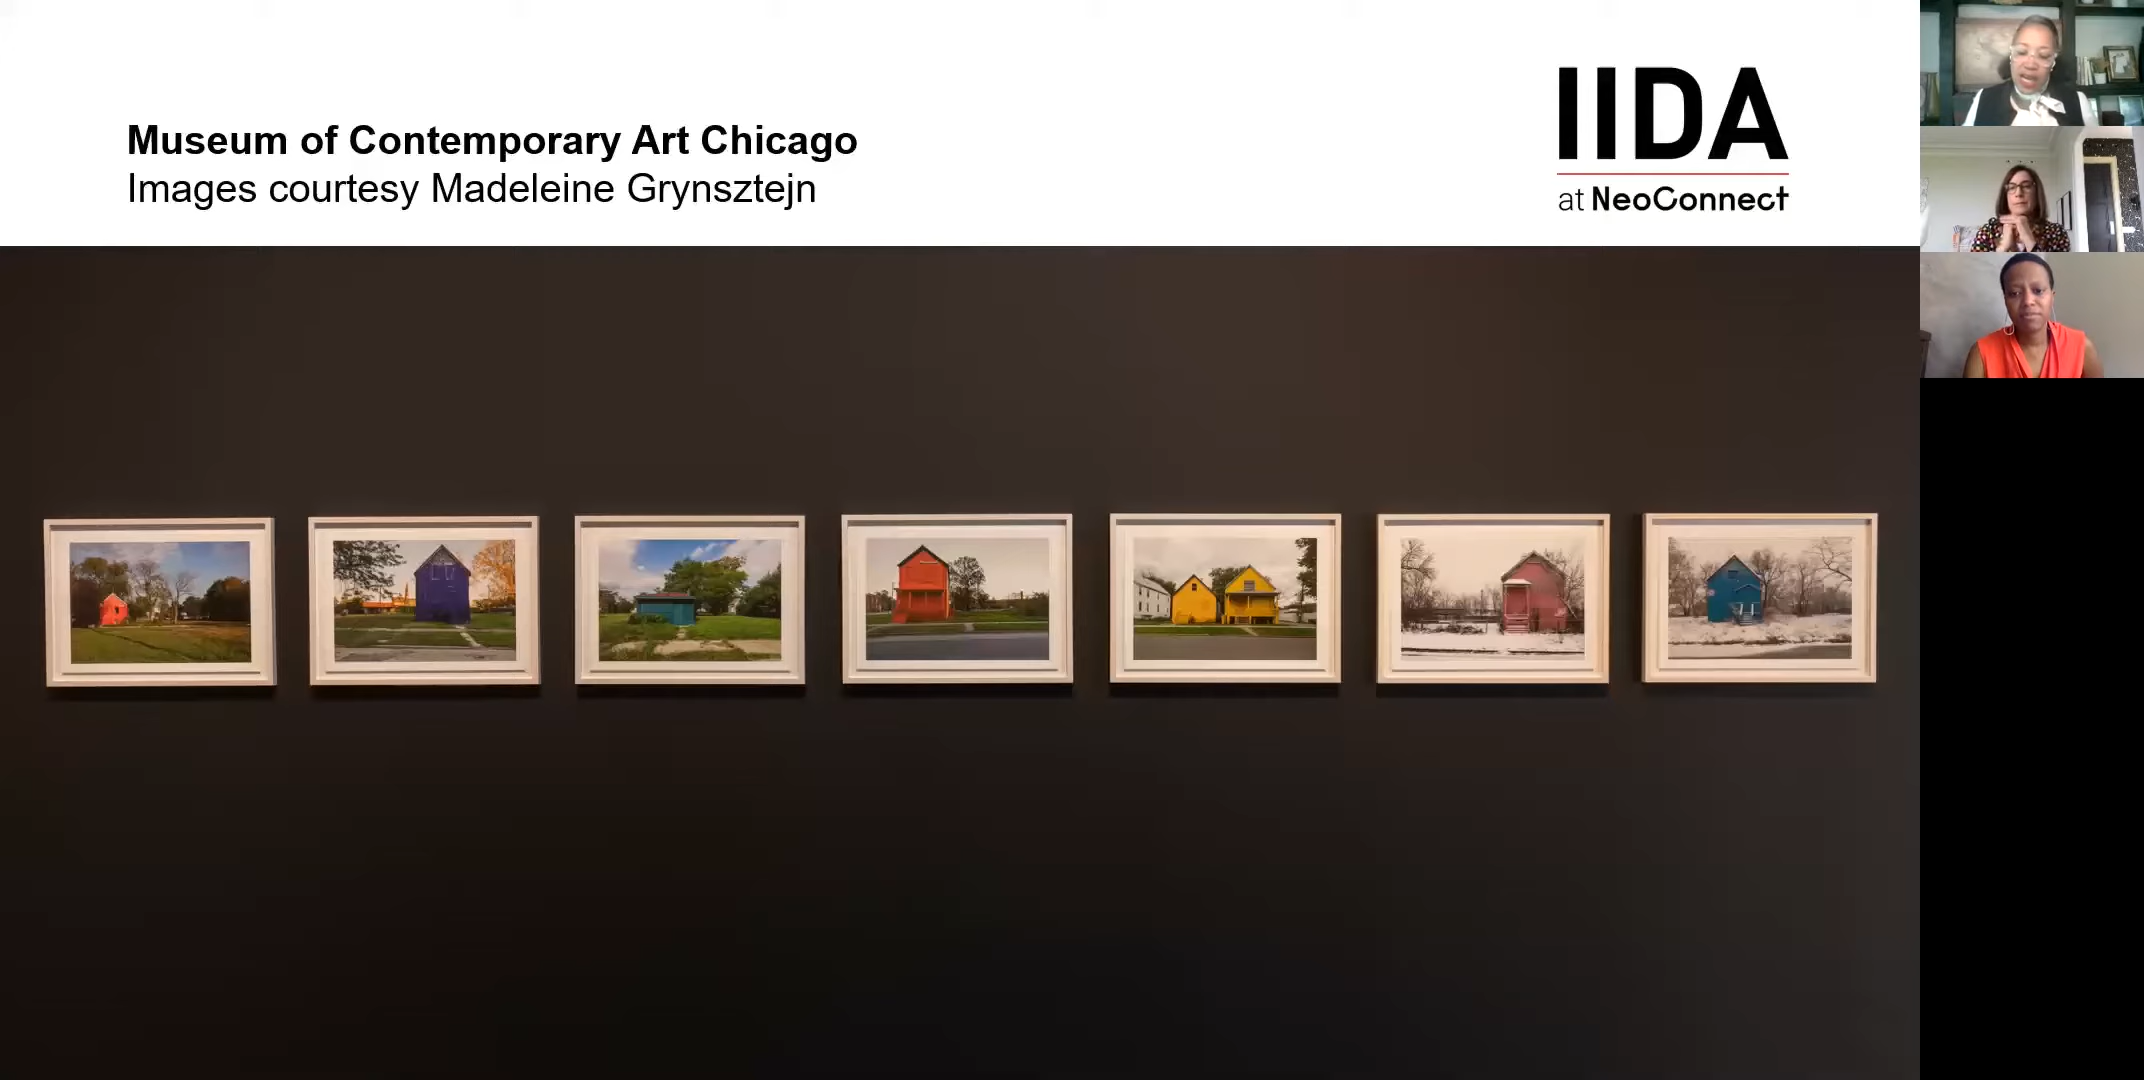 Museum of Contemporary Art Chicago
Images courtesy Madeleine Grynsztejn
IIDA
at NeoConnect